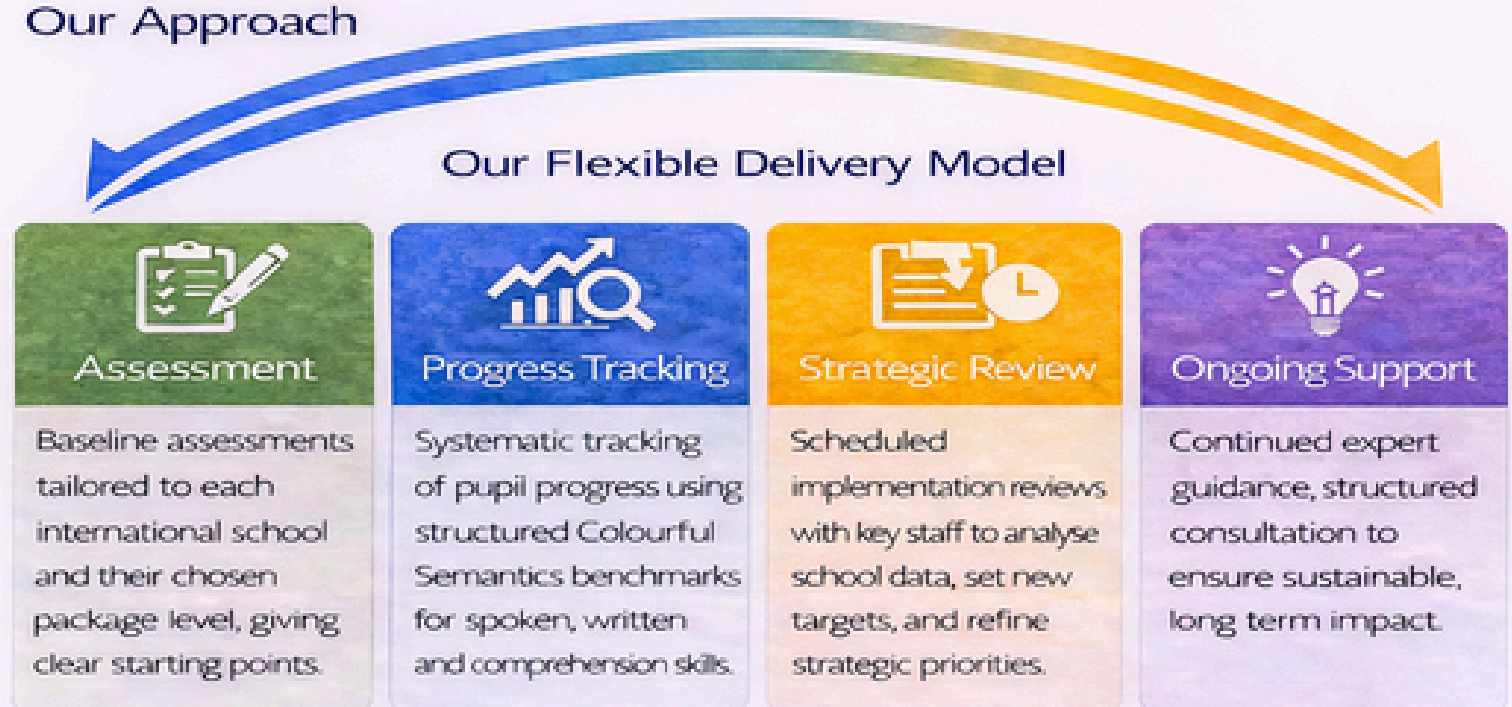 Our Approach
Our Flexible Delivery Model
Assessment
Baseline assessments
tailored to each
international school
and their chosen
package level, giving
clear starting points.
Progress Tracking
Systematic tracking
of pupil progress using
structured Colourful
Semantics benchmarks
for spoken, written
and comprehension skills.
Strategic Review
Scheduled
implementation reviews
with key staff to analyse
school data, set new
targets, and refine
strategic priorities.
Ongoing Support
Continued expert
guidance, structured
consultation to
ensure sustainable,
long term impact.